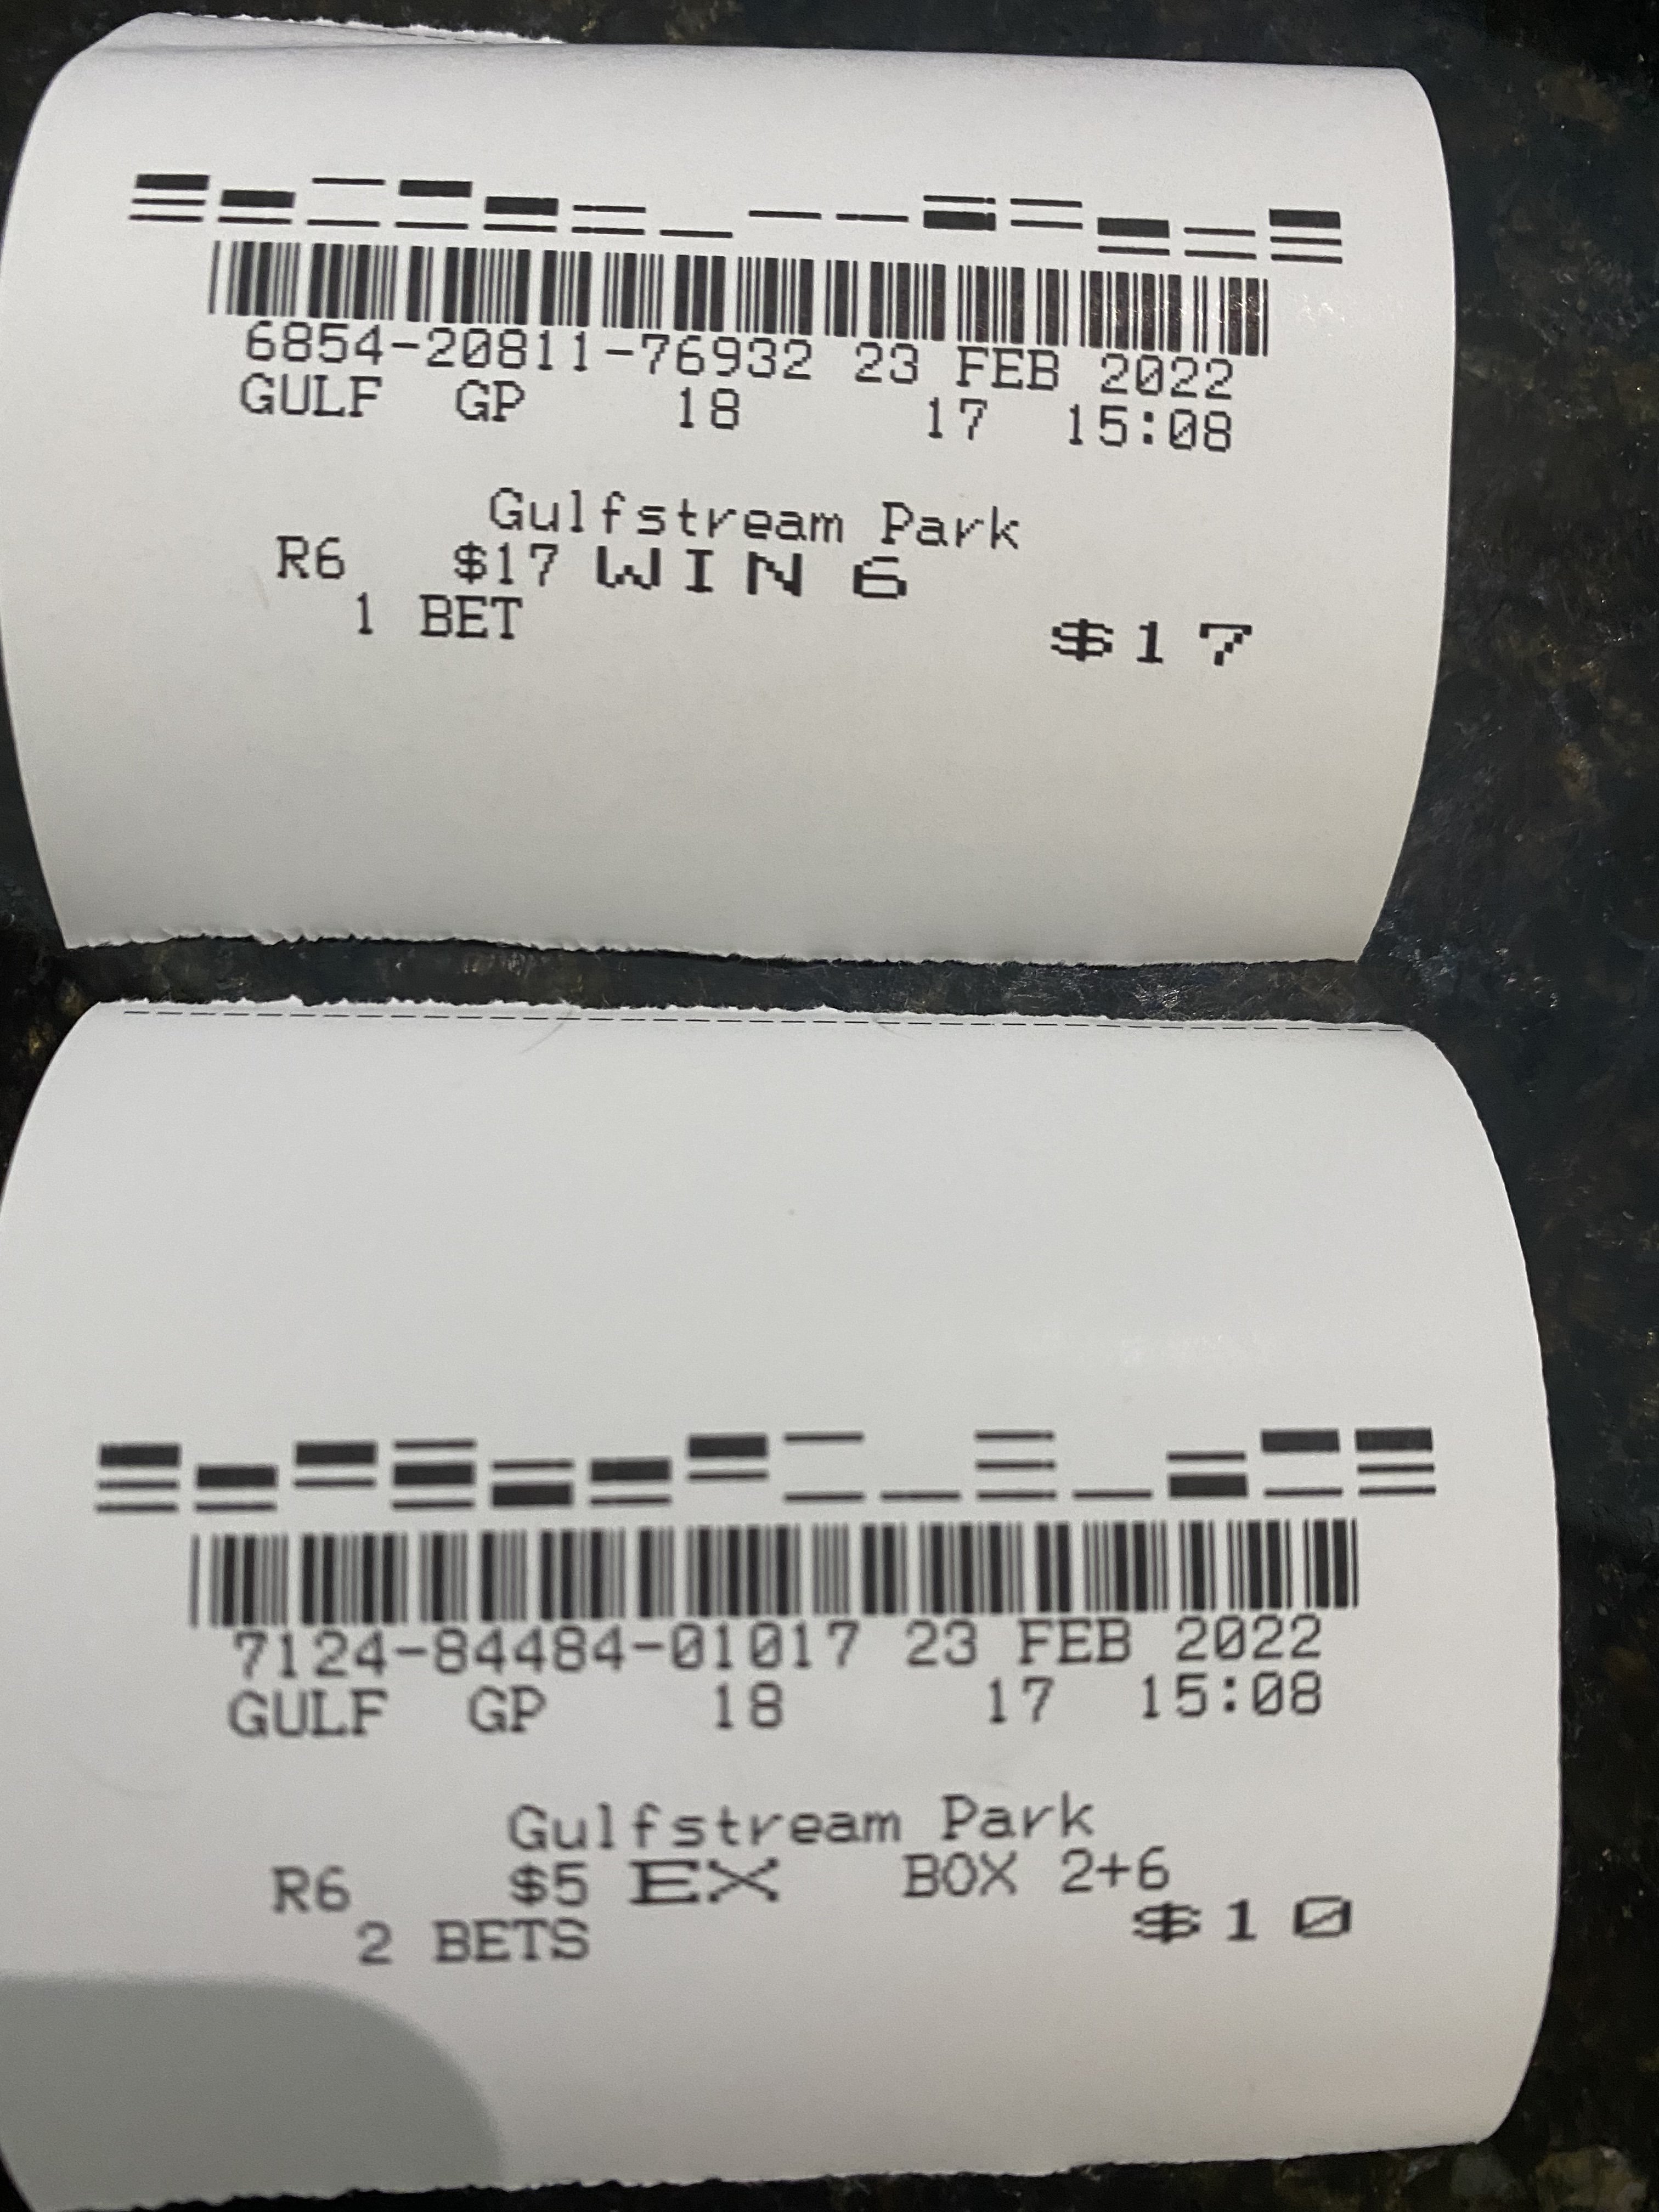 6854-20811-76932 23 FEB 2022
GULF GP 18 17 15:08
Gulfstream Park
R6 $17 WIN 6
1 BET
$17
7124-84484-01017 23 FEB 2022
GULF GP 18 17 15:08
Gulfstream Park
R6 $5 EX BOX 2+6
2 BETS
$10